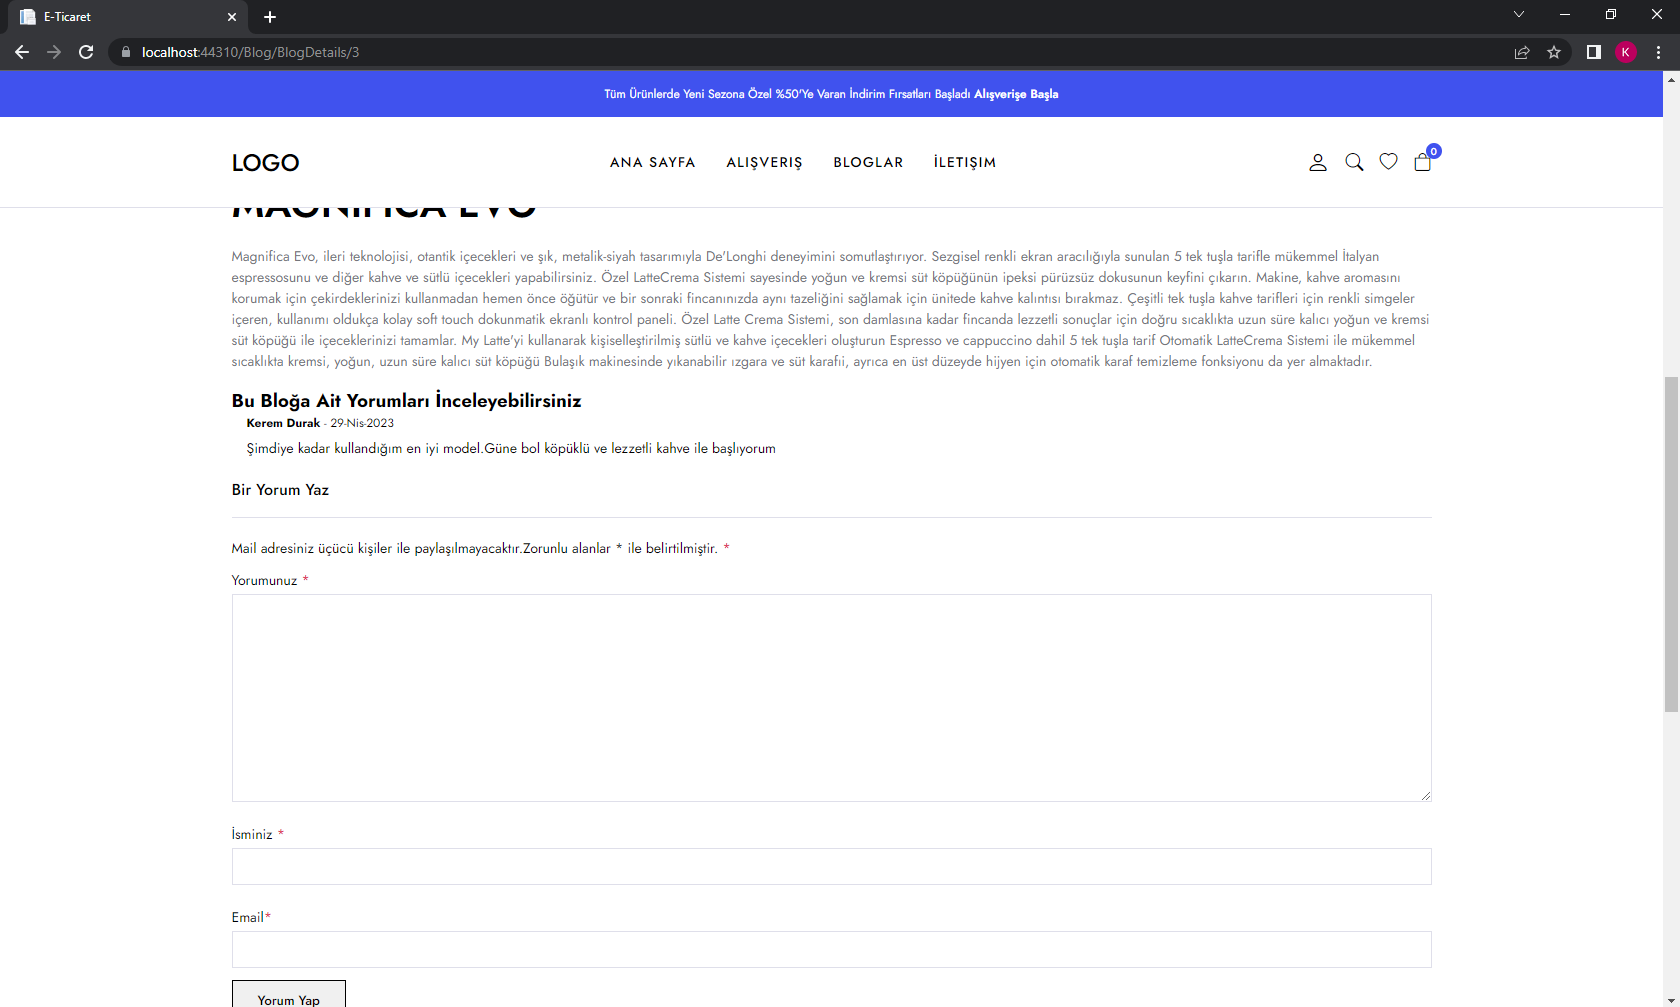 E-Ticaret
localhost:44310/Blog/BlogDetails/3
K
Tüm Ürünlerde Yeni Sezona Özel %50'Ye Varan İndirim Fırsatları Başladı Alışverişe Başla
LOGO
ANA SAYFA
ALIŞVERIŞ
BLOGLAR
İLETIŞIM
0
MAGNIFICA EVO
Magnifica Evo, ileri teknolojisi, otantik içecekleri ve şık, metalik-siyah tasarımıyla De'Longhi deneyimini somutlaştırıyor. Sezgisel renkli ekran aracılığıyla sunulan 5 tek tuşla tarifle mükemmel İtalyan
espressosunu ve diğer kahve ve sütlü içecekleri yapabilirsiniz. Özel LatteCrema Sistemi sayesinde yoğun ve kremsi süt köpüğünün ipeksi pürüzsüz dokusunun keyfini çıkarın. Makine, kahve aromasını
korumak için çekirdeklerinizi kullanmadan hemen önce öğütür ve bir sonraki fincanınızda aynı tazeliğini sağlamak için ünitede kahve kalıntısı bırakmaz. Çeşitli tek tuşla kahve tarifleri için renkli simgeler
içeren, kullanımı oldukça kolay soft touch dokunmatik ekranlı kontrol paneli. Özel Latte Crema Sistemi, son damlasına kadar fincanda lezzetli sonuçlar için doğru sıcaklıkta uzun süre kalıcı yoğun ve kremsi
süt köpüğü ile içeceklerinizi tamamlar. My Latte'yi kullanarak kişiselleştirilmiş sütlü ve kahve içecekleri oluşturun Espresso ve cappuccino dahil 5 tek tuşla tarif Otomatik LatteCrema Sistemi ile mükemmel
sıcaklıkta kremsi, yoğun, uzun süre kalıcı süt köpüğü Bulaşık makinesinde yıkanabilir ızgara ve süt karafıi, ayrıca en üst düzeyde hijyen için otomatik karaf temizleme fonksiyonu da yer almaktadır.
Bu Bloğa Ait Yorumları İnceleyebilirsiniz
Kerem Durak - 29-Nis-2023
Şimdiye kadar kullandığım en iyi model.Güne bol köpüklü ve lezzetli kahve ile başlıyorum
Bir Yorum Yaz
Mail adresiniz üçücü kişiler ile paylaşılmayacaktır.Zorunlu alanlar * ile belirtilmiştir. *
Yorumunuz *
İsminiz *
Email*
Yorum Yap